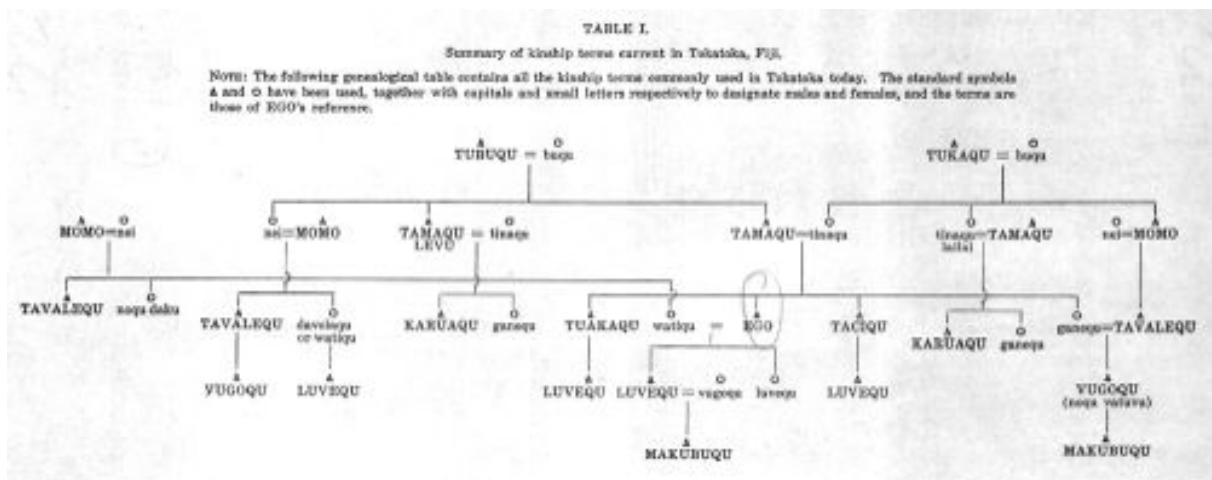 TABLE I.
Summary of kinship terms current in Tokatoka, Fiji.
NOTE: The following genealogical table contains all the kinship terms commonly used in Tokatoka today. The standard symbols
▲ and O have been used, together with capitals and small letters respectively to designate males and females, and the terms are
those of EGO's reference.
TUBUQU = buqu TUKAQU = buqu
MOMO=nei nei=MOMO TAMAQU = tinaqu TAMAQU=tinaqu tinaqu=TAMAQU nei=MOMO
LEVU lailai
TAVALEQU noqu daku TAVALEQU davolaqu KARUAQU ganequ TUAKAQU watiqu = EGO TACIQU KARUAQU ganequ ganequ=TAVALEQU
or watiqu
VUGOQU LUVEQU LUVEQU LUVEQU=vugoqu luvequ LUVEQU VUGOQU
(noqu vatuvu)
MAKUBUQU MAKUBUQU